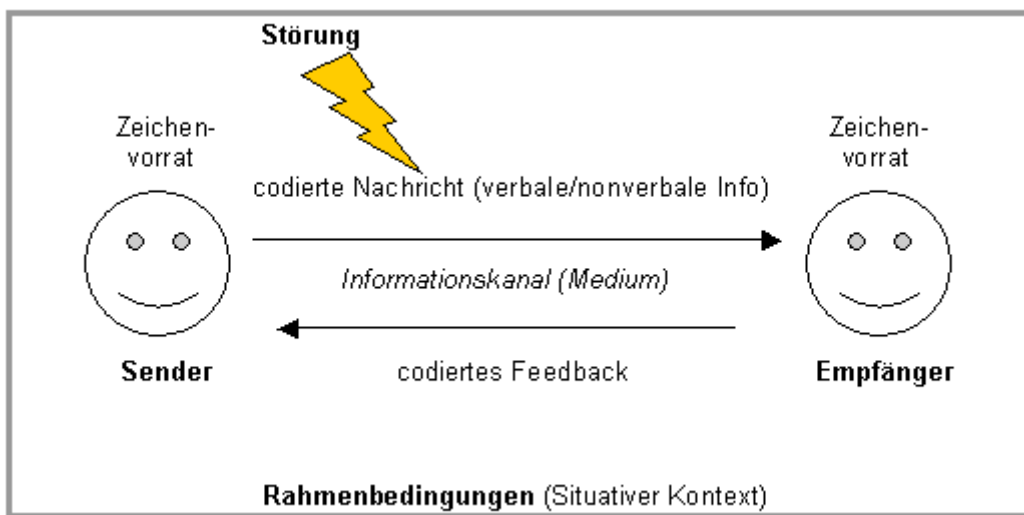 Störung
Zeichen-
vorrat
Zeichen-
vorrat
codierte Nachricht (verbale/nonverbale Info)
Informationskanal (Medium)
Sender
codiertes Feedback
Empfänger
Rahmenbedingungen (Situativer Kontext)